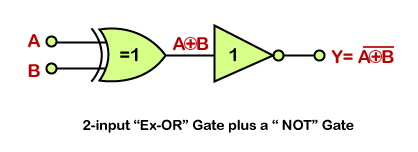 A
B
=1
A⊕B
1
Y= A̅⊕̅B̅
2-input “Ex-OR” Gate plus a “ NOT” Gate